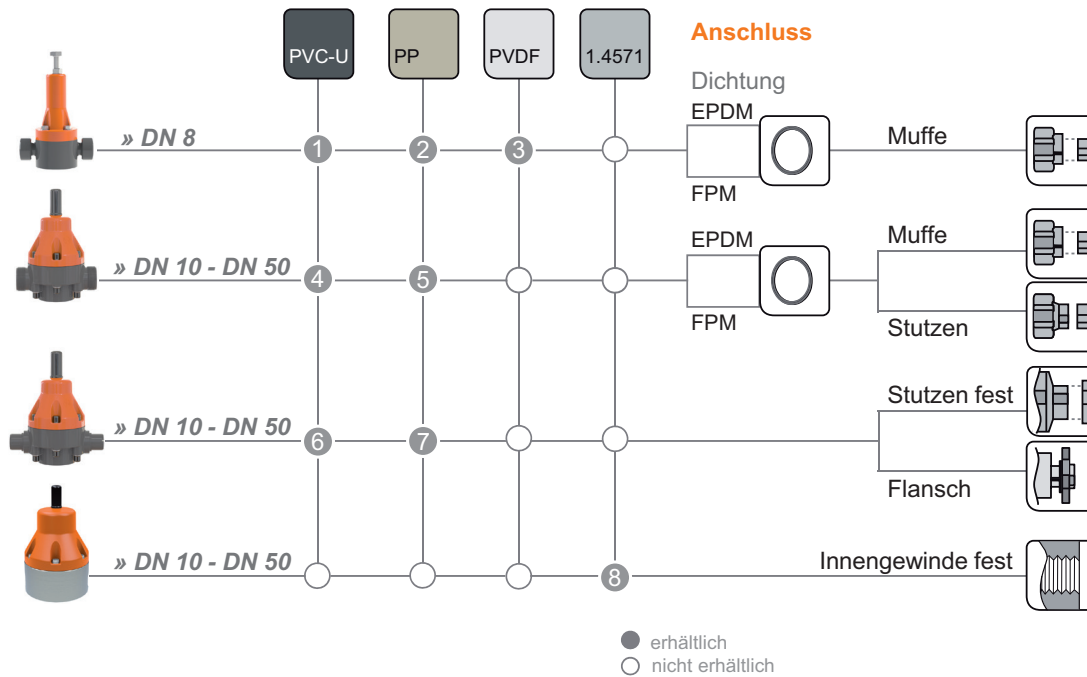 PVC-U PP PVDF 1.4571
Anschluss
Dichtung
» DN 8
1 2 3
EPDM
FPM
Muffe
» DN 10 - DN 50
4 5
EPDM
FPM
Muffe
Stutzen
» DN 10 - DN 50
6 7
Stutzen fest
Flansch
» DN 10 - DN 50
8
Innengewinde fest
erhältlich
nicht erhältlich